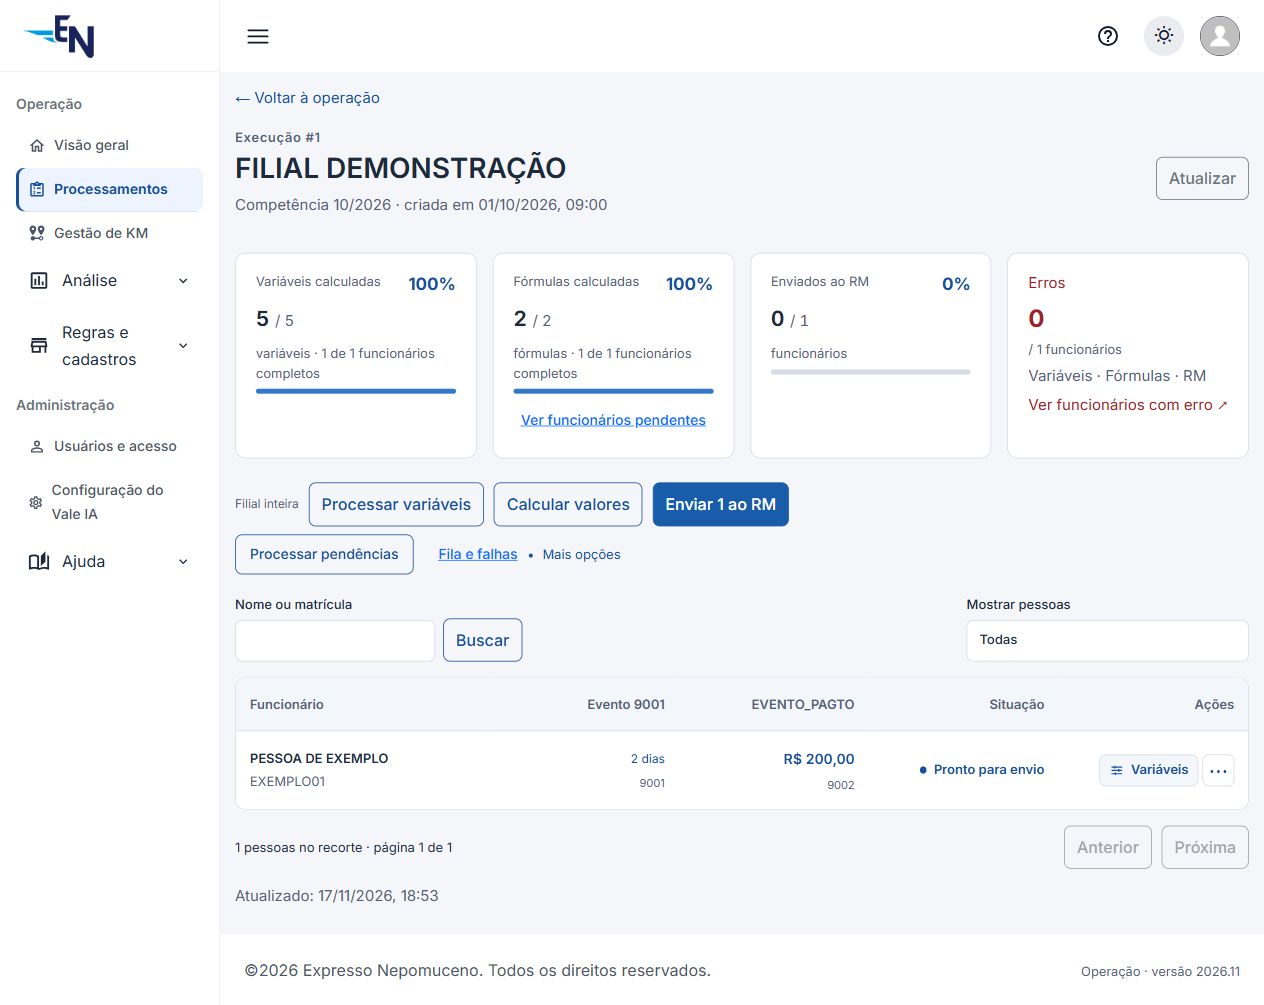 EN
Operação
Visão geral
Processamentos
Gestão de KM
Análise
Regras e
cadastros
Administração
Usuários e acesso
Configuração do
Vale IA
Ajuda
← Voltar à operação
Execução #1
FILIAL DEMONSTRAÇÃO
Competência 10/2026 · criada em 01/10/2026, 09:00
Atualizar
Variáveis calculadas 100%
5 / 5
variáveis · 1 de 1 funcionários
completos
Fórmulas calculadas 100%
2 / 2
fórmulas · 1 de 1 funcionários
completos
Ver funcionários pendentes
Enviados ao RM 0%
0 / 1
funcionários
Erros
0
/ 1 funcionários
Variáveis · Fórmulas · RM
Ver funcionários com erro ↗
Filial inteira Processar variáveis Calcular valores Enviar 1 ao RM
Processar pendências Fila e falhas • Mais opções
Nome ou matrícula
Buscar
Mostrar pessoas
Todas
Funcionário Evento 9001 EVENTO_PAGTO Situação Ações
PESSOA DE EXEMPLO 2 dias R$ 200,00 • Pronto para envio Variáveis ...
EXEMPLO01 9001 9002
1 pessoas no recorte · página 1 de 1 Anterior Próxima
Atualizado: 17/11/2026, 18:53
©2026 Expresso Nepomuceno. Todos os direitos reservados. Operação · versão 2026.11